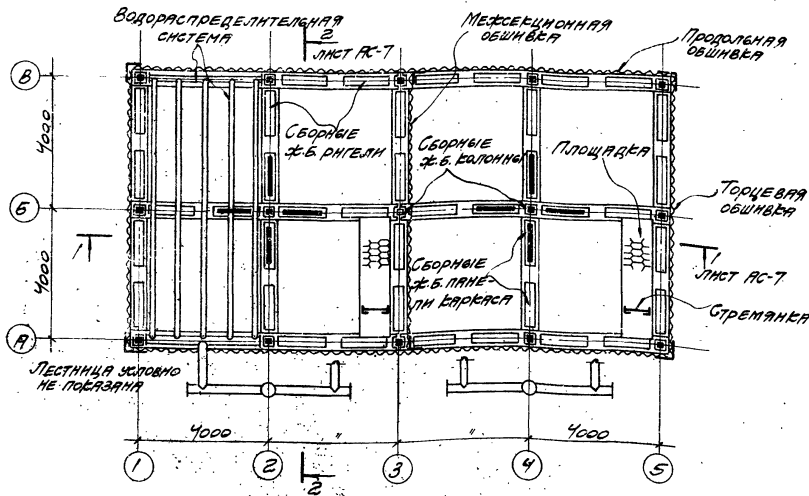 Водораспределительная
система
2
лист АС-7
Межсекционная
обшивка
Продольная
обшивка
В
4000
Сборные
ж.б. ригели
Сборные
ж.б. колонны
Площадка
Б
Торцевая
обшивка
1
1
лист АС-7
4000
Сборные
ж.б. пане-
ли каркаса
Стремянка
А
Лестница условно
не показана
4000
"
"
4000
1
2
3
4
5
2